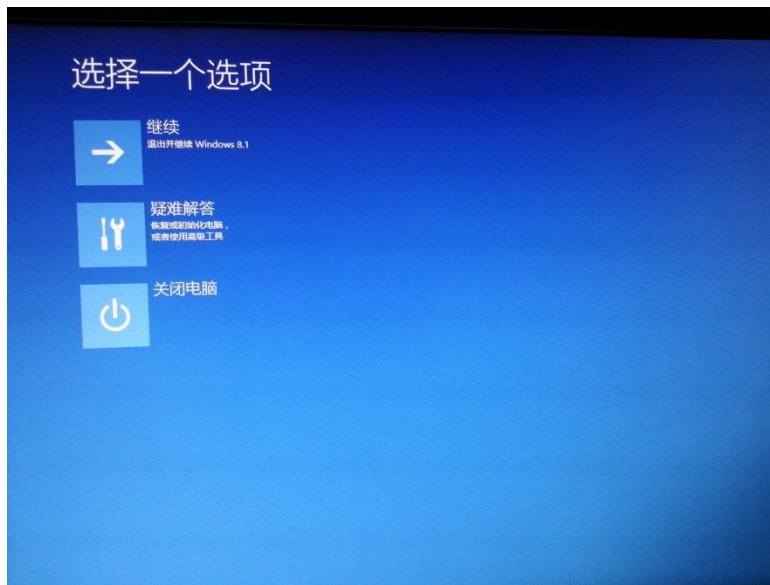 选择一个选项
继续
退出并继续 Windows 8.1
疑难解答
恢复或初始化电脑，
或者使用高级工具
关闭电脑